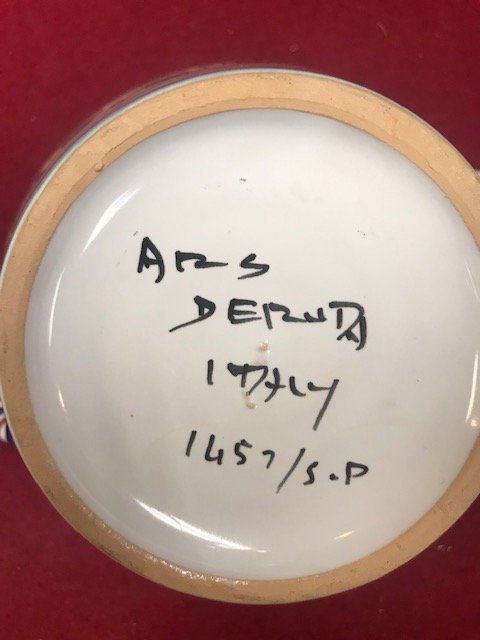 ARS
DERUTA
ITALY
1457/S.P